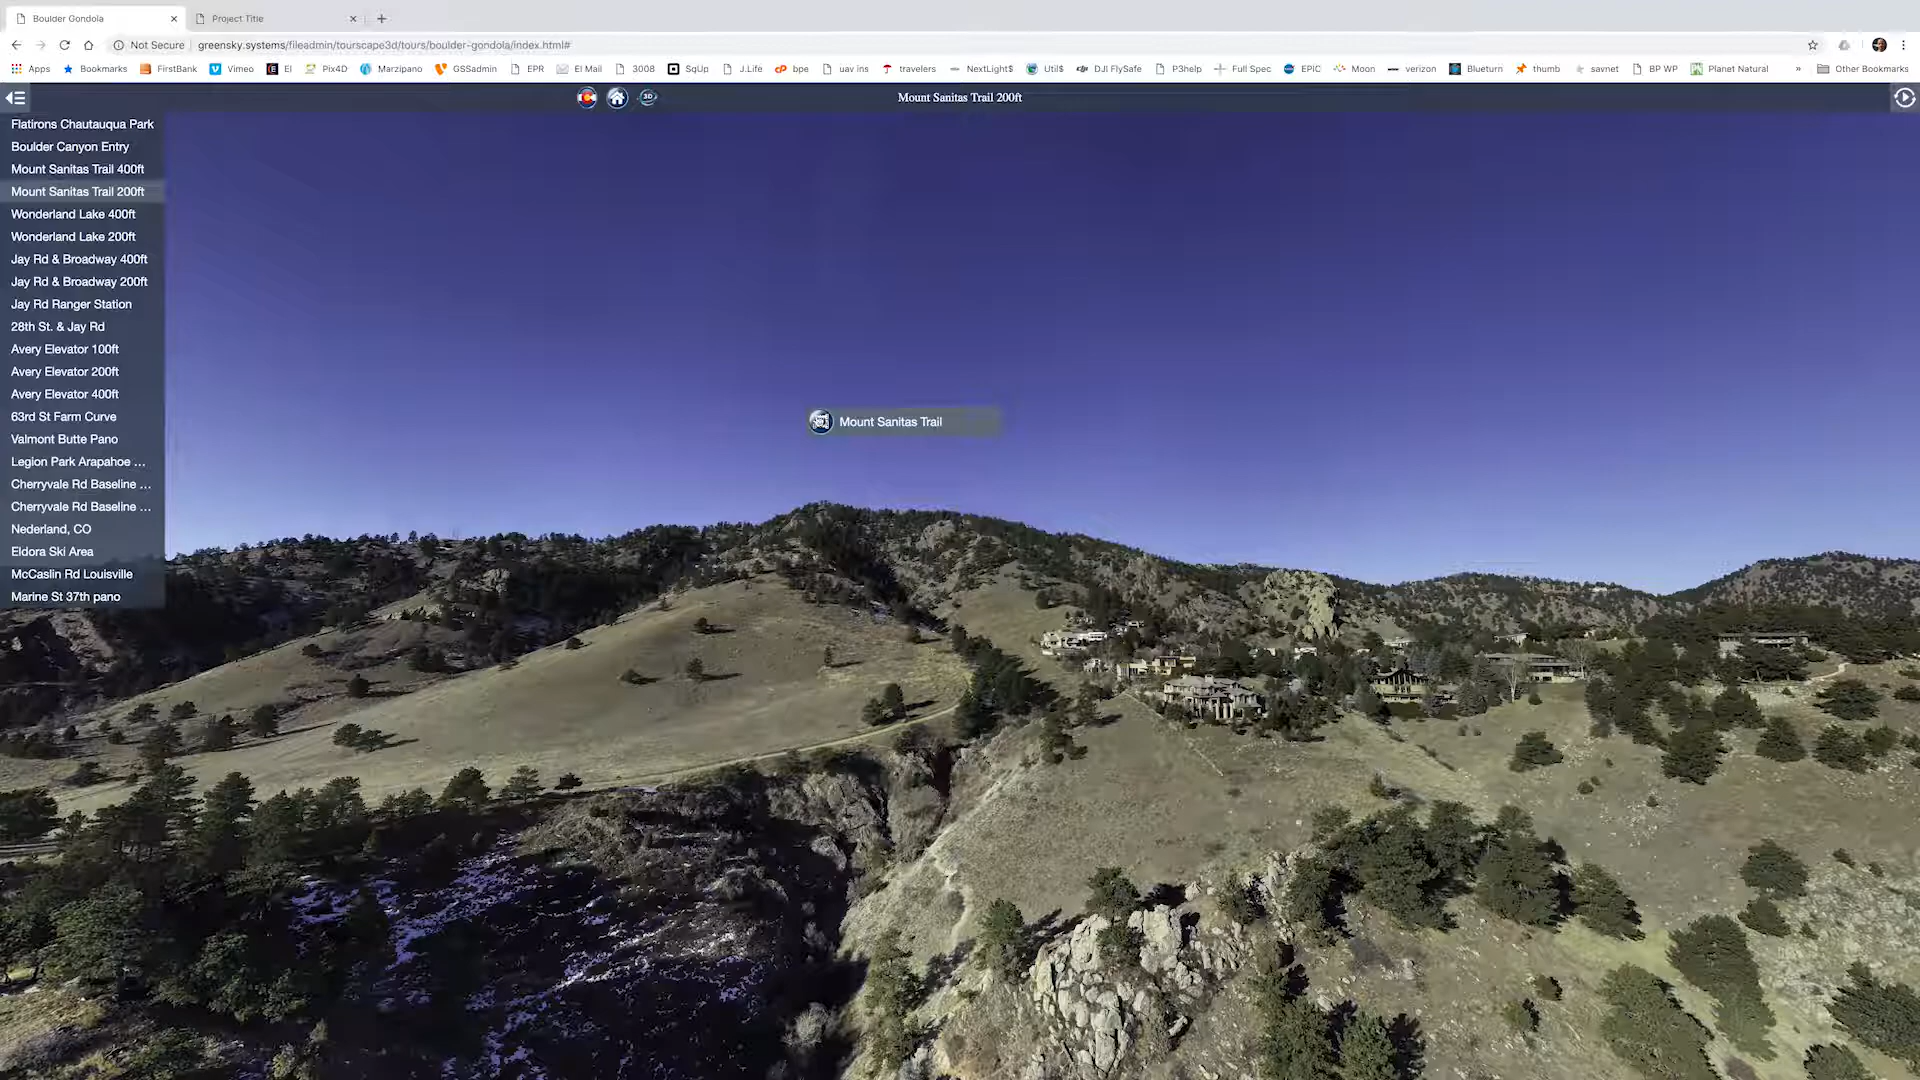 Boulder Gondola
Project Title
Not Secure
greensky.systems/fileadmin/tourscape3d/tours/boulder-gondola/index.html#
Apps
Bookmarks
FirstBank
Vimeo
EI
Pix4D
Marzipano
GSSadmin
EPR
EI Mail
3008
SqUp
J.Life
bpe
uav ins
travelers
NextLight$
Util$
DJI FlySafe
P3help
Full Spec
EPIC
Moon
verizon
Blueturn
thumb
savnet
BP WP
Planet Natural
»
Other Bookmarks
3D
Mount Sanitas Trail 200ft
Flatirons Chautauqua Park
Boulder Canyon Entry
Mount Sanitas Trail 400ft
Mount Sanitas Trail 200ft
Wonderland Lake 400ft
Wonderland Lake 200ft
Jay Rd & Broadway 400ft
Jay Rd & Broadway 200ft
Jay Rd Ranger Station
28th St. & Jay Rd
Avery Elevator 100ft
Avery Elevator 200ft
Avery Elevator 400ft
63rd St Farm Curve
Valmont Butte Pano
Legion Park Arapahoe ...
Cherryvale Rd Baseline ...
Cherryvale Rd Baseline ...
Nederland, CO
Eldora Ski Area
McCaslin Rd Louisville
Marine St 37th pano
Mount Sanitas Trail